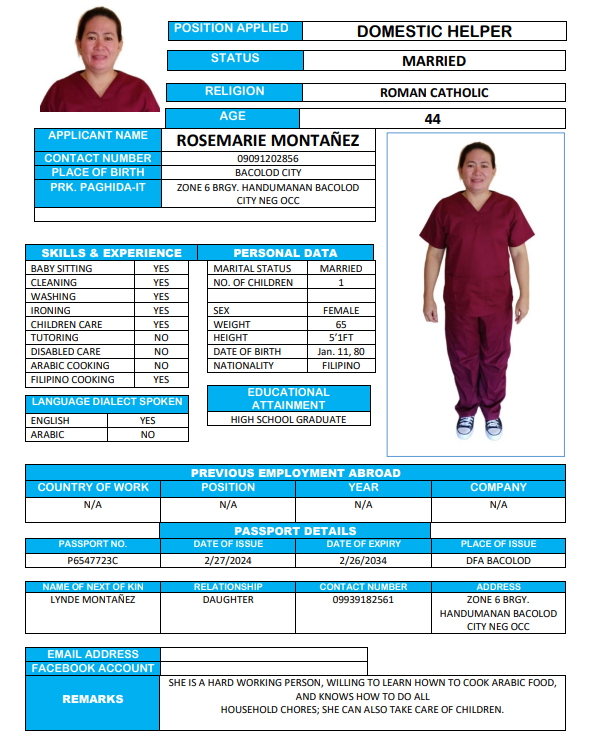 POSITION APPLIED DOMESTIC HELPER
STATUS MARRIED
RELIGION ROMAN CATHOLIC
AGE 44
APPLICANT NAME ROSEMARIE MONTAÑEZ
CONTACT NUMBER 09091202856
PLACE OF BIRTH BACOLOD CITY
PRK. PAGHIDA-IT ZONE 6 BRGY. HANDUMANAN BACOLOD
CITY NEG OCC
SKILLS & EXPERIENCE
BABY SITTING YES
CLEANING YES
WASHING YES
IRONING YES
CHILDREN CARE YES
TUTORING NO
DISABLED CARE NO
ARABIC COOKING NO
FILIPINO COOKING YES
LANGUAGE DIALECT SPOKEN
ENGLISH YES
ARABIC NO
PERSONAL DATA
MARITAL STATUS MARRIED
NO. OF CHILDREN 1
SEX FEMALE
WEIGHT 65
HEIGHT 5'1FT
DATE OF BIRTH Jan. 11, 80
NATIONALITY FILIPINO
EDUCATIONAL
ATTAINMENT
HIGH SCHOOL GRADUATE
PREVIOUS EMPLOYMENT ABROAD
COUNTRY OF WORK POSITION YEAR COMPANY
N/A N/A N/A N/A
PASSPORT DETAILS
PASSPORT NO. DATE OF ISSUE DATE OF EXPIRY PLACE OF ISSUE
P6547723C 2/27/2024 2/26/2034 DFA BACOLOD
NAME OF NEXT OF KIN RELATIONSHIP CONTACT NUMBER ADDRESS
LYNDE MONTAÑEZ DAUGHTER 09939182561 ZONE 6 BRGY.
HANDUMANAN BACOLOD
CITY NEG OCC
EMAIL ADDRESS
FACEBOOK ACCOUNT
REMARKS
SHE IS A HARD WORKING PERSON, WILLING TO LEARN HOWN TO COOK ARABIC FOOD,
AND KNOWS HOW TO DO ALL
HOUSEHOLD CHORES; SHE CAN ALSO TAKE CARE OF CHILDREN.